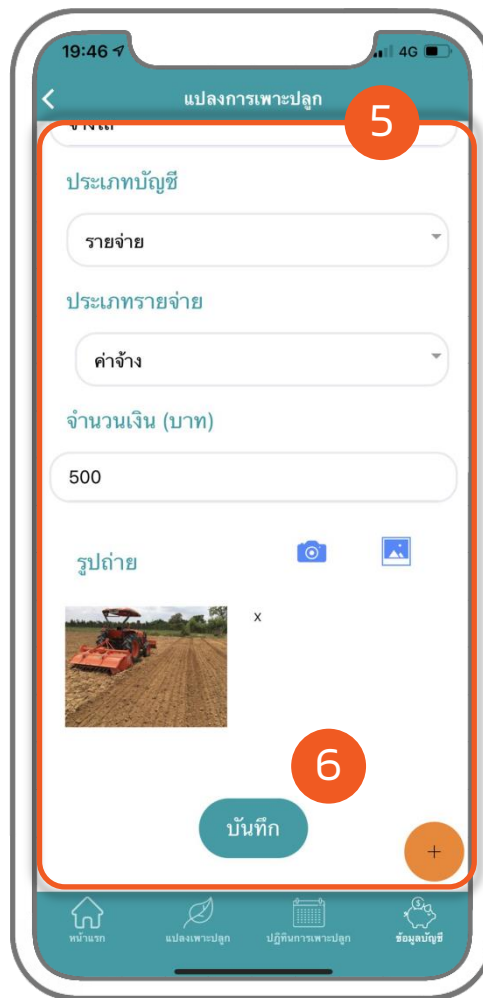 19:46
4G
แปลงการเพาะปลูก
5
ประเภทบัญชี
รายจ่าย
ประเภทรายจ่าย
ค่าจ้าง
จำนวนเงิน (บาท)
500
รูปถ่าย
x
6
บันทึก
+
หน้าแรก
แปลงเพาะปลูก
ปฏิทินการเพาะปลูก
ข้อมูลบัญชี